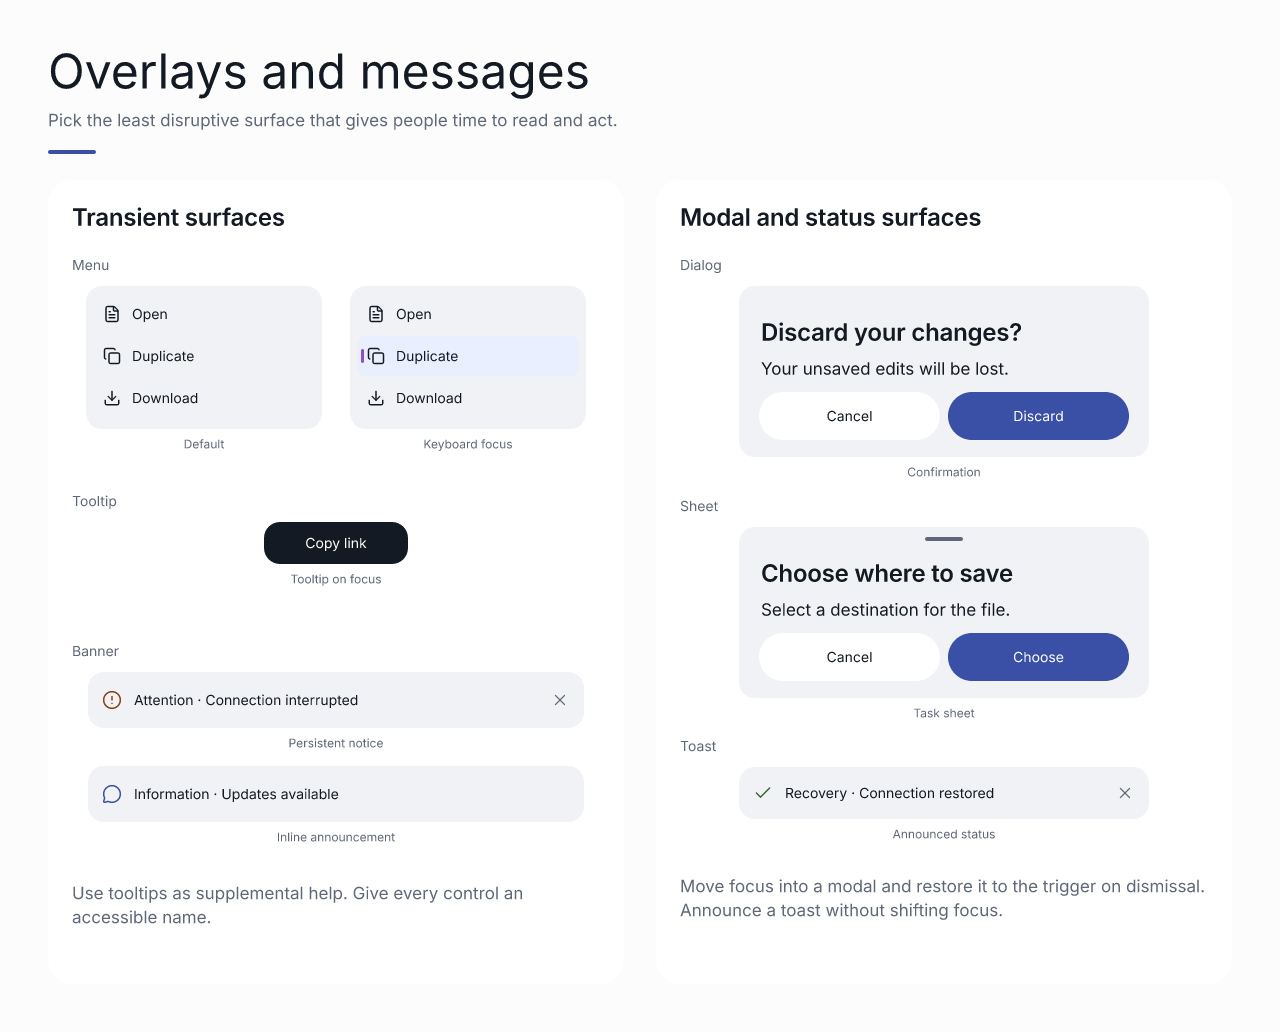 Overlays and messages
Pick the least disruptive surface that gives people time to read and act.
Transient surfaces
Menu
Open
Duplicate
Download
Default
Open
Duplicate
Download
Keyboard focus
Tooltip
Copy link
Tooltip on focus
Banner
Attention · Connection interrupted
Persistent notice
Information · Updates available
Inline announcement
Use tooltips as supplemental help. Give every control an
accessible name.
Modal and status surfaces
Dialog
Discard your changes?
Your unsaved edits will be lost.
Cancel
Discard
Confirmation
Sheet
Choose where to save
Select a destination for the file.
Cancel
Choose
Task sheet
Toast
Recovery · Connection restored
Announced status
Move focus into a modal and restore it to the trigger on dismissal.
Announce a toast without shifting focus.